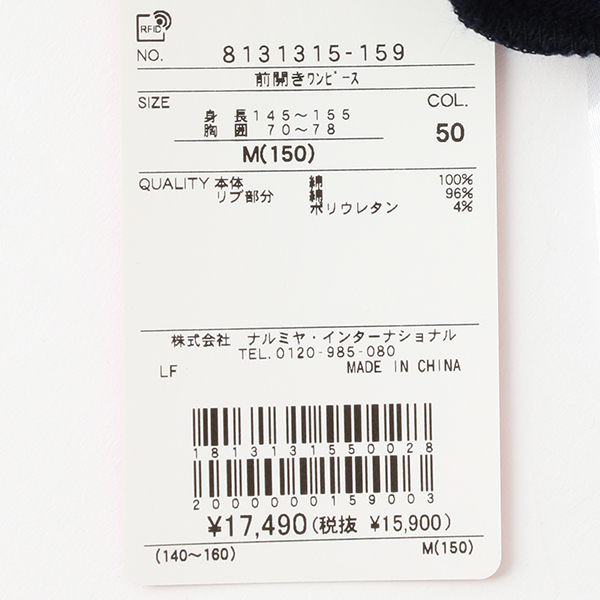 RFID
NO. 8131315-159
前開きﾜﾝﾋﾟｰｽ
SIZE COL.
身長 145〜155
胸囲 70〜78 50
M(150)
QUALITY 本体 綿 100%
リブ部分 綿 96%
ポリウレタン 4%
株式会社 ナルミヤ・インターナショナル
TEL.0120-985-080
LF MADE IN CHINA
1813131550028
2000000159003
¥17,490(税抜 ¥15,900)
(140〜160) M(150)